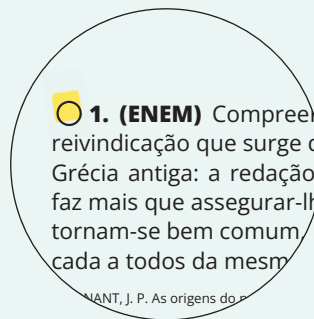 1. (ENEM) Compreen
reivindicação que surge d
Grécia antiga: a redação
faz mais que assegurar-lh
tornam-se bem comum.
cada a todos da mesm
NANT, J. P. As origens do p